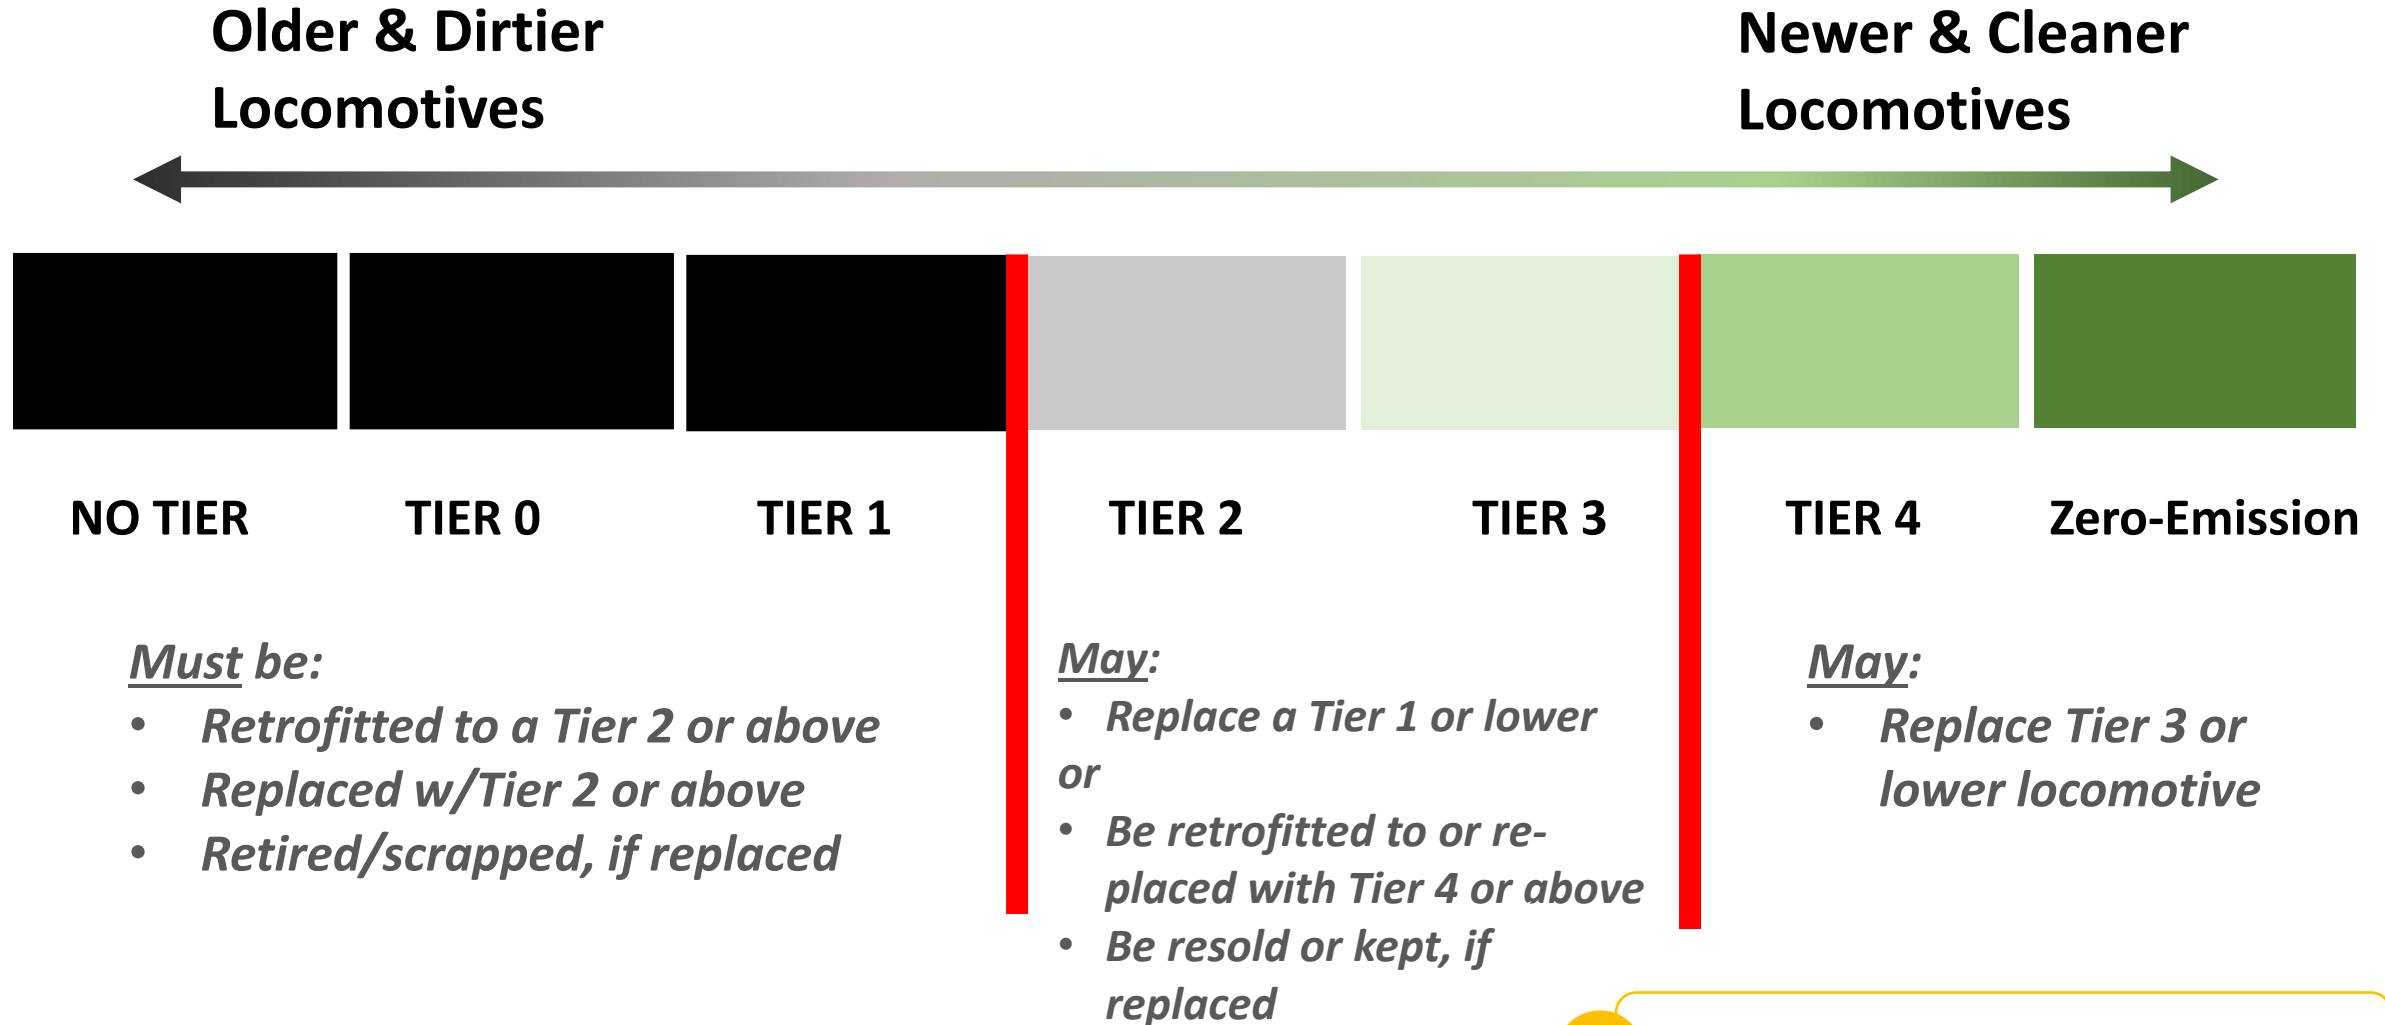 Older & Dirtier
Locomotives
Newer & Cleaner
Locomotives
NO TIER
TIER 0
TIER 1
TIER 2
TIER 3
TIER 4
Zero-Emission
Must be:
• Retrofitted to a Tier 2 or above
• Replaced w/Tier 2 or above
• Retired/scrapped, if replaced
May:
• Replace a Tier 1 or lower
or
• Be retrofitted to or re-
placed with Tier 4 or above
• Be resold or kept, if
replaced
May:
• Replace Tier 3 or
lower locomotive